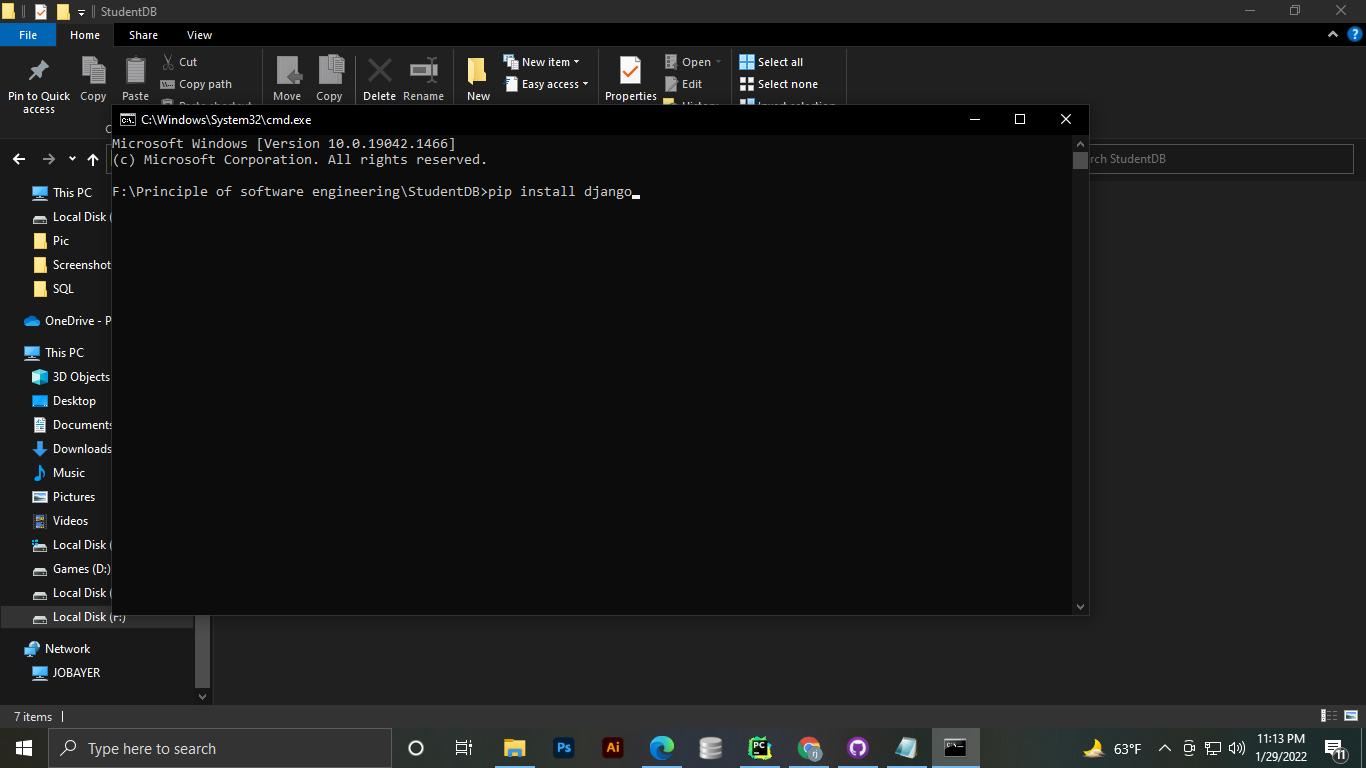 StudentDB
File Home Share View
Cut
Copy path
Pin to Quick access
Copy
Paste
Move
Copy
Delete
Rename
New item
Easy access
New
Properties
Open
Edit
History
Select all
Select none
Invert selection
C:\Windows\System32\cmd.exe
Microsoft Windows [Version 10.0.19042.1466]
(c) Microsoft Corporation. All rights reserved.
F:\Principle of software engineering\StudentDB>pip install django
rch StudentDB
This PC
Local Disk (
Pic
Screenshot
SQL
OneDrive - P
This PC
3D Objects
Desktop
Documents
Downloads
Music
Pictures
Videos
Local Disk (
Games (D:)
Local Disk (
Local Disk (F:)
Network
JOBAYER
7 items
Type here to search
Ps
Ai
PC
rj
63°F
11:13 PM
1/29/2022
11